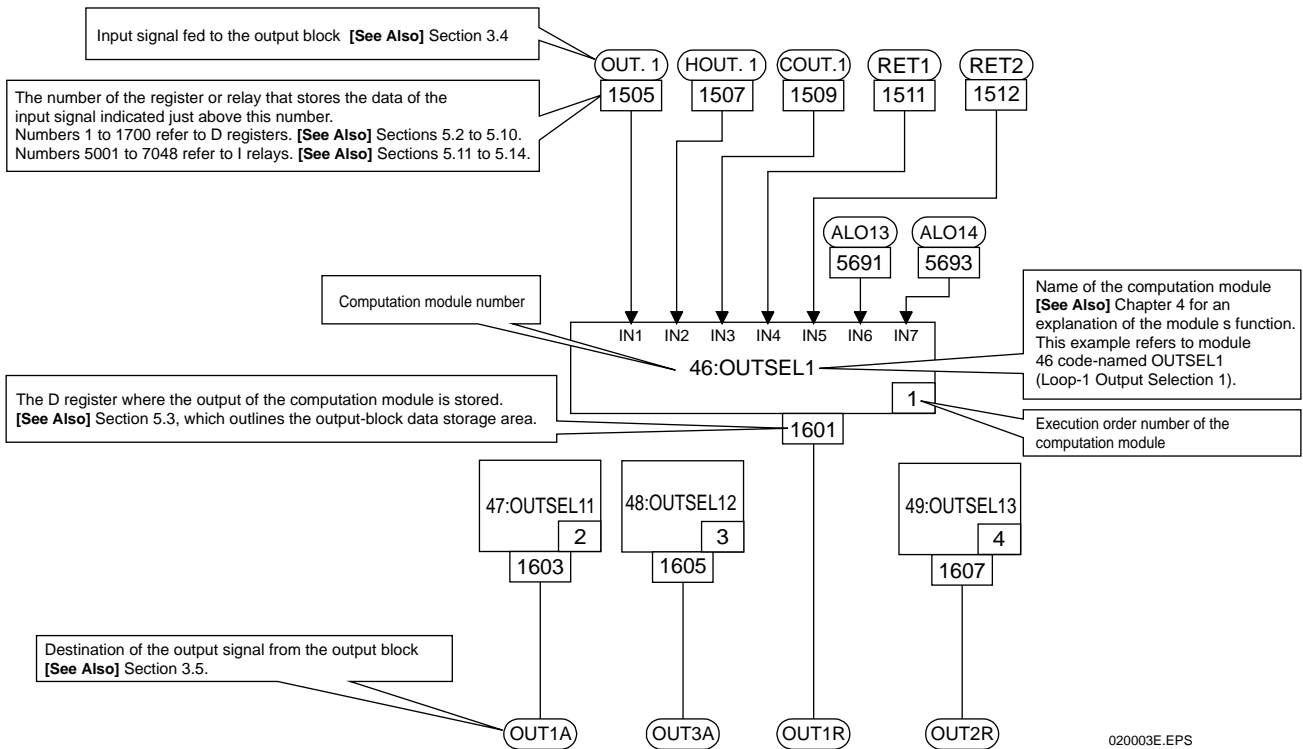 Input signal fed to the output block [See Also] Section 3.4
OUT. 1
HOUT. 1
COUT.1
RET1
RET2
1505
1507
1509
1511
1512
The number of the register or relay that stores the data of the
input signal indicated just above this number.
Numbers 1 to 1700 refer to D registers. [See Also] Sections 5.2 to 5.10.
Numbers 5001 to 7048 refer to I relays. [See Also] Sections 5.11 to 5.14.
ALO13
ALO14
5691
5693
Computation module number
Name of the computation module
[See Also] Chapter 4 for an
explanation of the module s function.
This example refers to module
46 code-named OUTSEL1
(Loop-1 Output Selection 1).
IN1
IN2
IN3
IN4
IN5
IN6
IN7
46:OUTSEL1
1
The D register where the output of the computation module is stored.
[See Also] Section 5.3, which outlines the output-block data storage area.
Execution order number of the
computation module
1601
47:OUTSEL11
2
1603
48:OUTSEL12
3
1605
49:OUTSEL13
4
1607
Destination of the output signal from the output block
[See Also] Section 3.5.
OUT1A
OUT3A
OUT1R
OUT2R
020003E.EPS